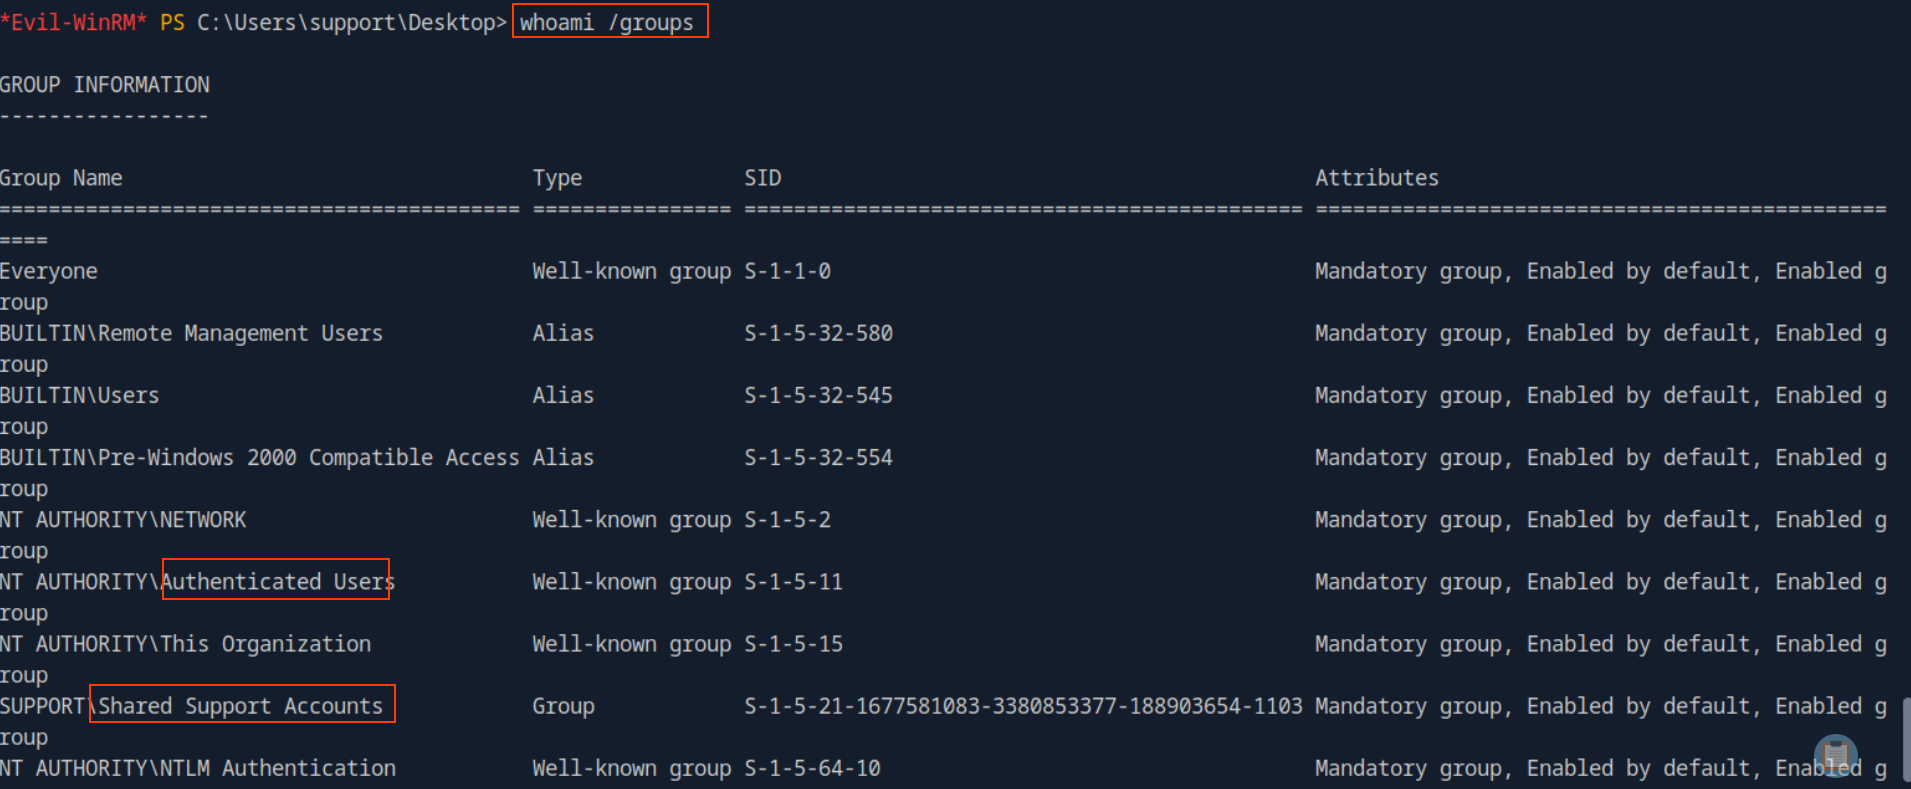 *Evil-WinRM* PS C:\Users\support\Desktop> whoami /groups
GROUP INFORMATION
-----------------
Group Name Type SID Attributes
========================================== ================ ============================================= ==============================================
====
Everyone Well-known group S-1-1-0 Mandatory group, Enabled by default, Enabled g
roup
BUILTIN\Remote Management Users Alias S-1-5-32-580 Mandatory group, Enabled by default, Enabled g
roup
BUILTIN\Users Alias S-1-5-32-545 Mandatory group, Enabled by default, Enabled g
roup
BUILTIN\Pre-Windows 2000 Compatible Access Alias S-1-5-32-554 Mandatory group, Enabled by default, Enabled g
roup
NT AUTHORITY\NETWORK Well-known group S-1-5-2 Mandatory group, Enabled by default, Enabled g
roup
NT AUTHORITY\Authenticated Users Well-known group S-1-5-11 Mandatory group, Enabled by default, Enabled g
roup
NT AUTHORITY\This Organization Well-known group S-1-5-15 Mandatory group, Enabled by default, Enabled g
roup
SUPPORT\Shared Support Accounts Group S-1-5-21-1677581083-3380853377-188903654-1103 Mandatory group, Enabled by default, Enabled g
roup
NT AUTHORITY\NTLM Authentication Well-known group S-1-5-64-10 Mandatory group, Enabled by default, Enabled g